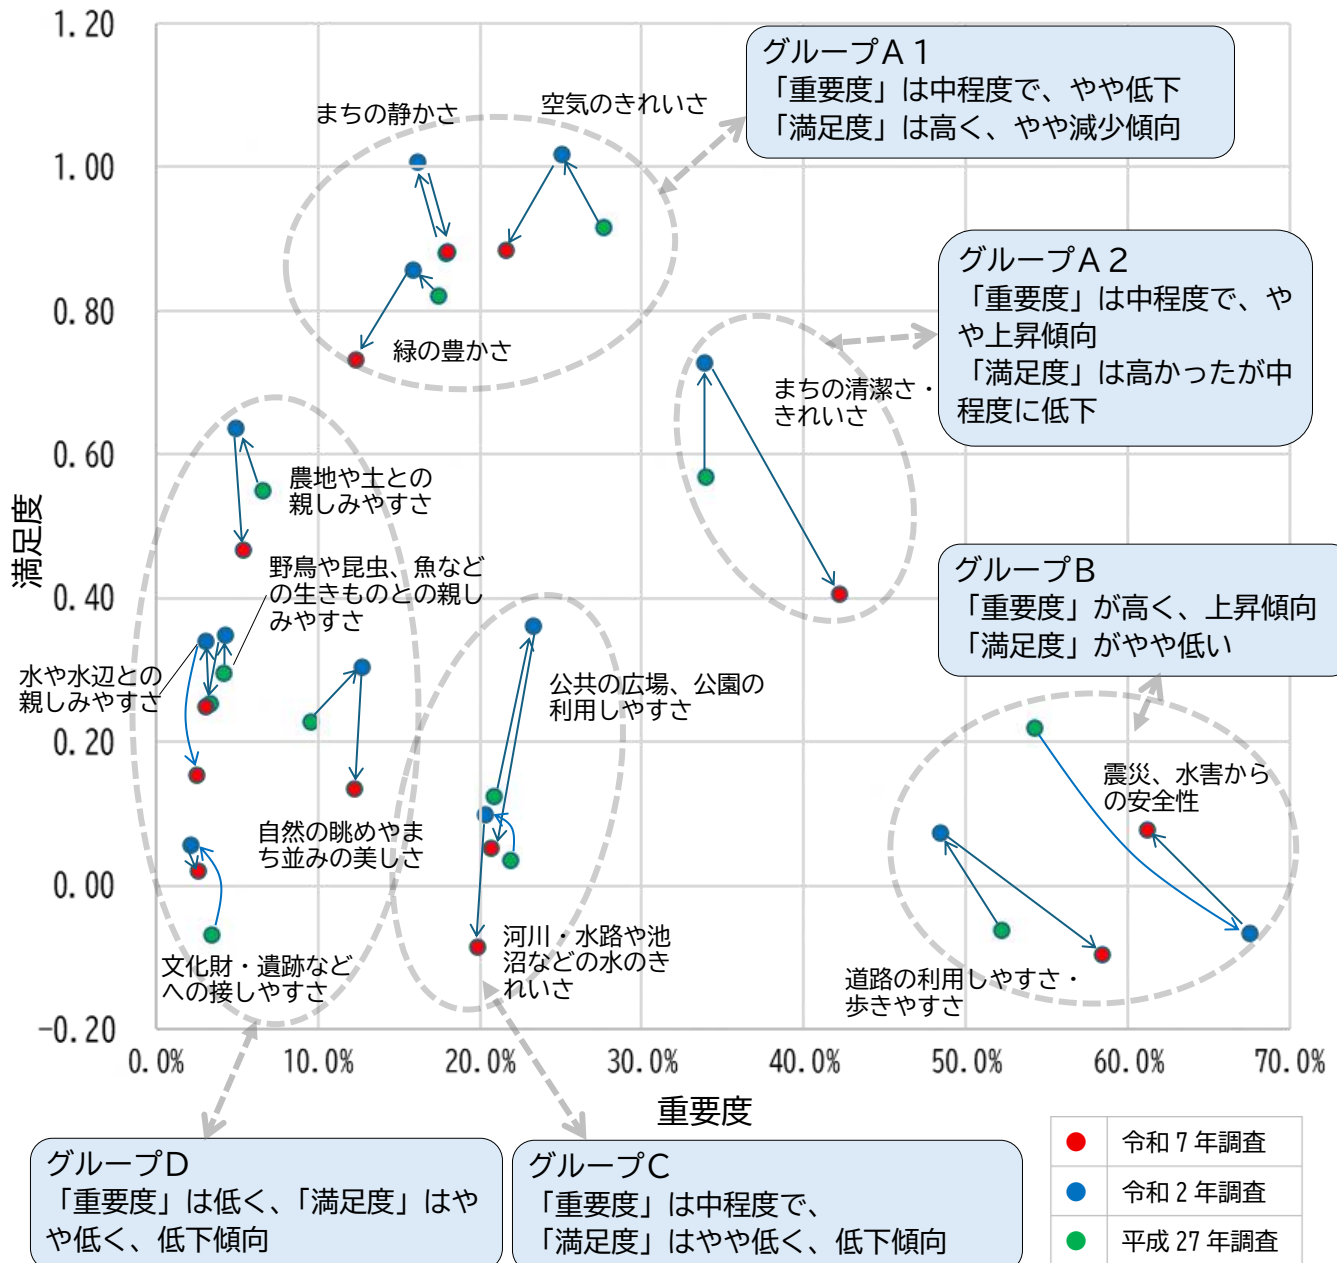 1.20
1.00
0.80
0.60
0.40
0.20
0.00
-0.20
満足度
0.0%
10.0%
20.0%
30.0%
40.0%
50.0%
60.0%
70.0%
重要度
グループA1
「重要度」は中程度で、やや低下
「満足度」は高く、やや減少傾向
まちの静かさ
空気のきれいさ
緑の豊かさ
グループA2
「重要度」は中程度で、や
や上昇傾向
「満足度」は高かったが中
程度に低下
まちの清潔さ・
きれいさ
農地や土との
親しみやすさ
野鳥や昆虫、魚など
の生きものとの親し
みやすさ
水や水辺との
親しみやすさ
自然の眺めやま
ち並みの美しさ
文化財・遺跡など
への接しやすさ
公共の広場、公園の
利用しやすさ
河川・水路や池
沼などの水のき
れいさ
グループB
「重要度」が高く、上昇傾向
「満足度」がやや低い
震災、水害から
の安全性
道路の利用しやすさ・
歩きやすさ
グループD
「重要度」は低く、「満足度」はや
や低く、低下傾向
グループC
「重要度」は中程度で、
「満足度」はやや低く、低下傾向
令和7年調査
令和2年調査
平成27年調査